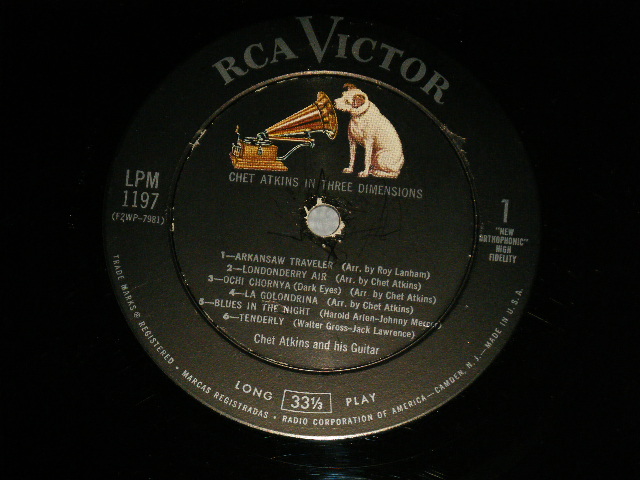 RCA VICTOR
CHET ATKINS IN THREE DIMENSIONS
LPM
1197
(F2WP-7981)
1
"NEW
ORTHOPHONIC"
HIGH
FIDELITY
1—ARKANSAW TRAVELER (Arr. by Roy Lanham)
2—LONDONDERRY AIR (Arr. by Chet Atkins)
3—OCHI CHORNYA (Dark Eyes) (Arr. by Chet Atkins)
4—LA GOLONDRINA (Arr. by Chet Atkins)
5—BLUES IN THE NIGHT (Harold Arlen-Johnny Mercer)
6—TENDERLY (Walter Gross-Jack Lawrence)
Chet Atkins and his Guitar
LONG 33⅓ PLAY
TRADE MARKS ® REGISTERED • MARCAS REGISTRADAS • RADIO CORPORATION OF AMERICA—CAMDEN, N. J.—MADE IN U.S.A.